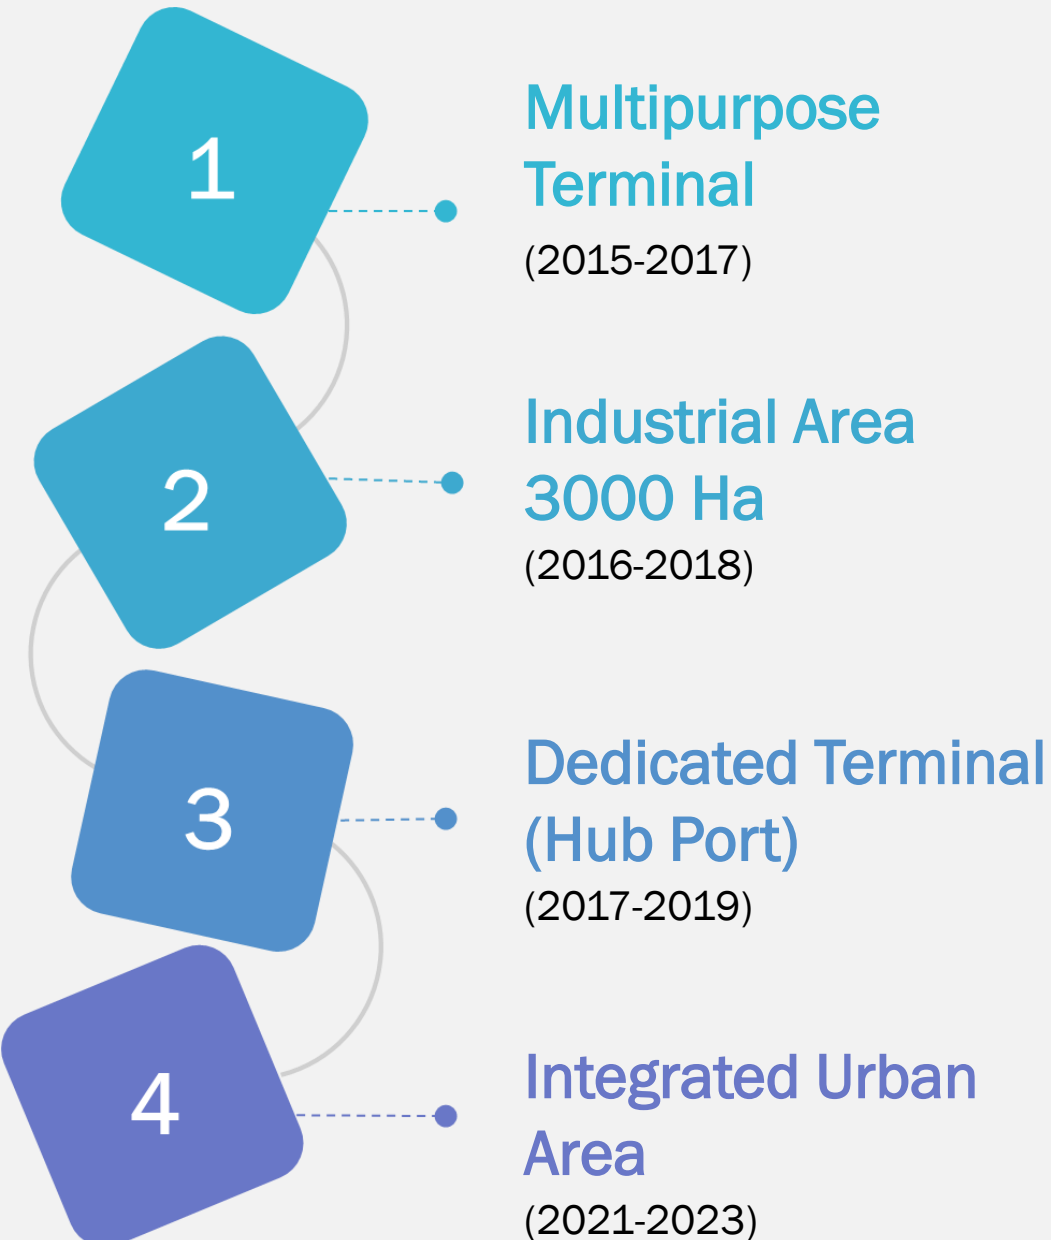 1
Multipurpose
Terminal
(2015-2017)
2
Industrial Area
3000 Ha
(2016-2018)
3
Dedicated Terminal
(Hub Port)
(2017-2019)
4
Integrated Urban
Area
(2021-2023)